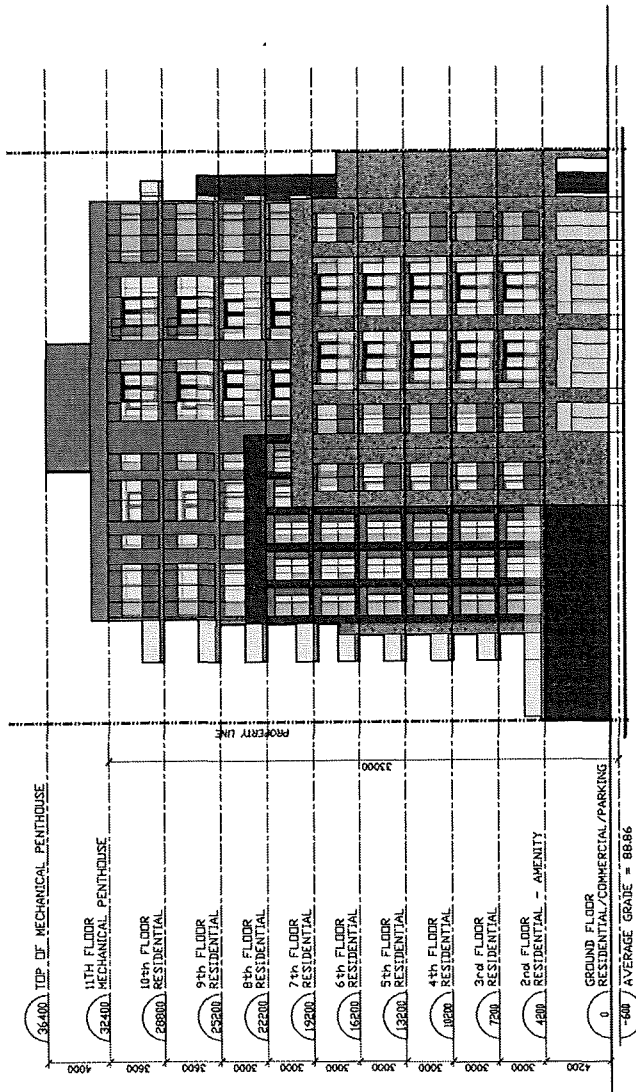 36400 TOP OF MECHANICAL PENTHOUSE
4000
32400 11TH FLOOR
MECHANICAL PENTHOUSE
3600
28800 10th FLOOR
RESIDENTIAL
3600
25200 9th FLOOR
RESIDENTIAL
3000
22200 8th FLOOR
RESIDENTIAL
3000
19200 7th FLOOR
RESIDENTIAL
3000
16200 6th FLOOR
RESIDENTIAL
3000
13200 5th FLOOR
RESIDENTIAL
3000
10200 4th FLOOR
RESIDENTIAL
3000
7200 3rd FLOOR
RESIDENTIAL
3000
4200 2nd FLOOR
RESIDENTIAL - AMENITY
4200
0 GROUND FLOOR
RESIDENTIAL/COMMERCIAL/PARKING
-600 AVERAGE GRADE = 88.86
33000
PROPERTY LINE